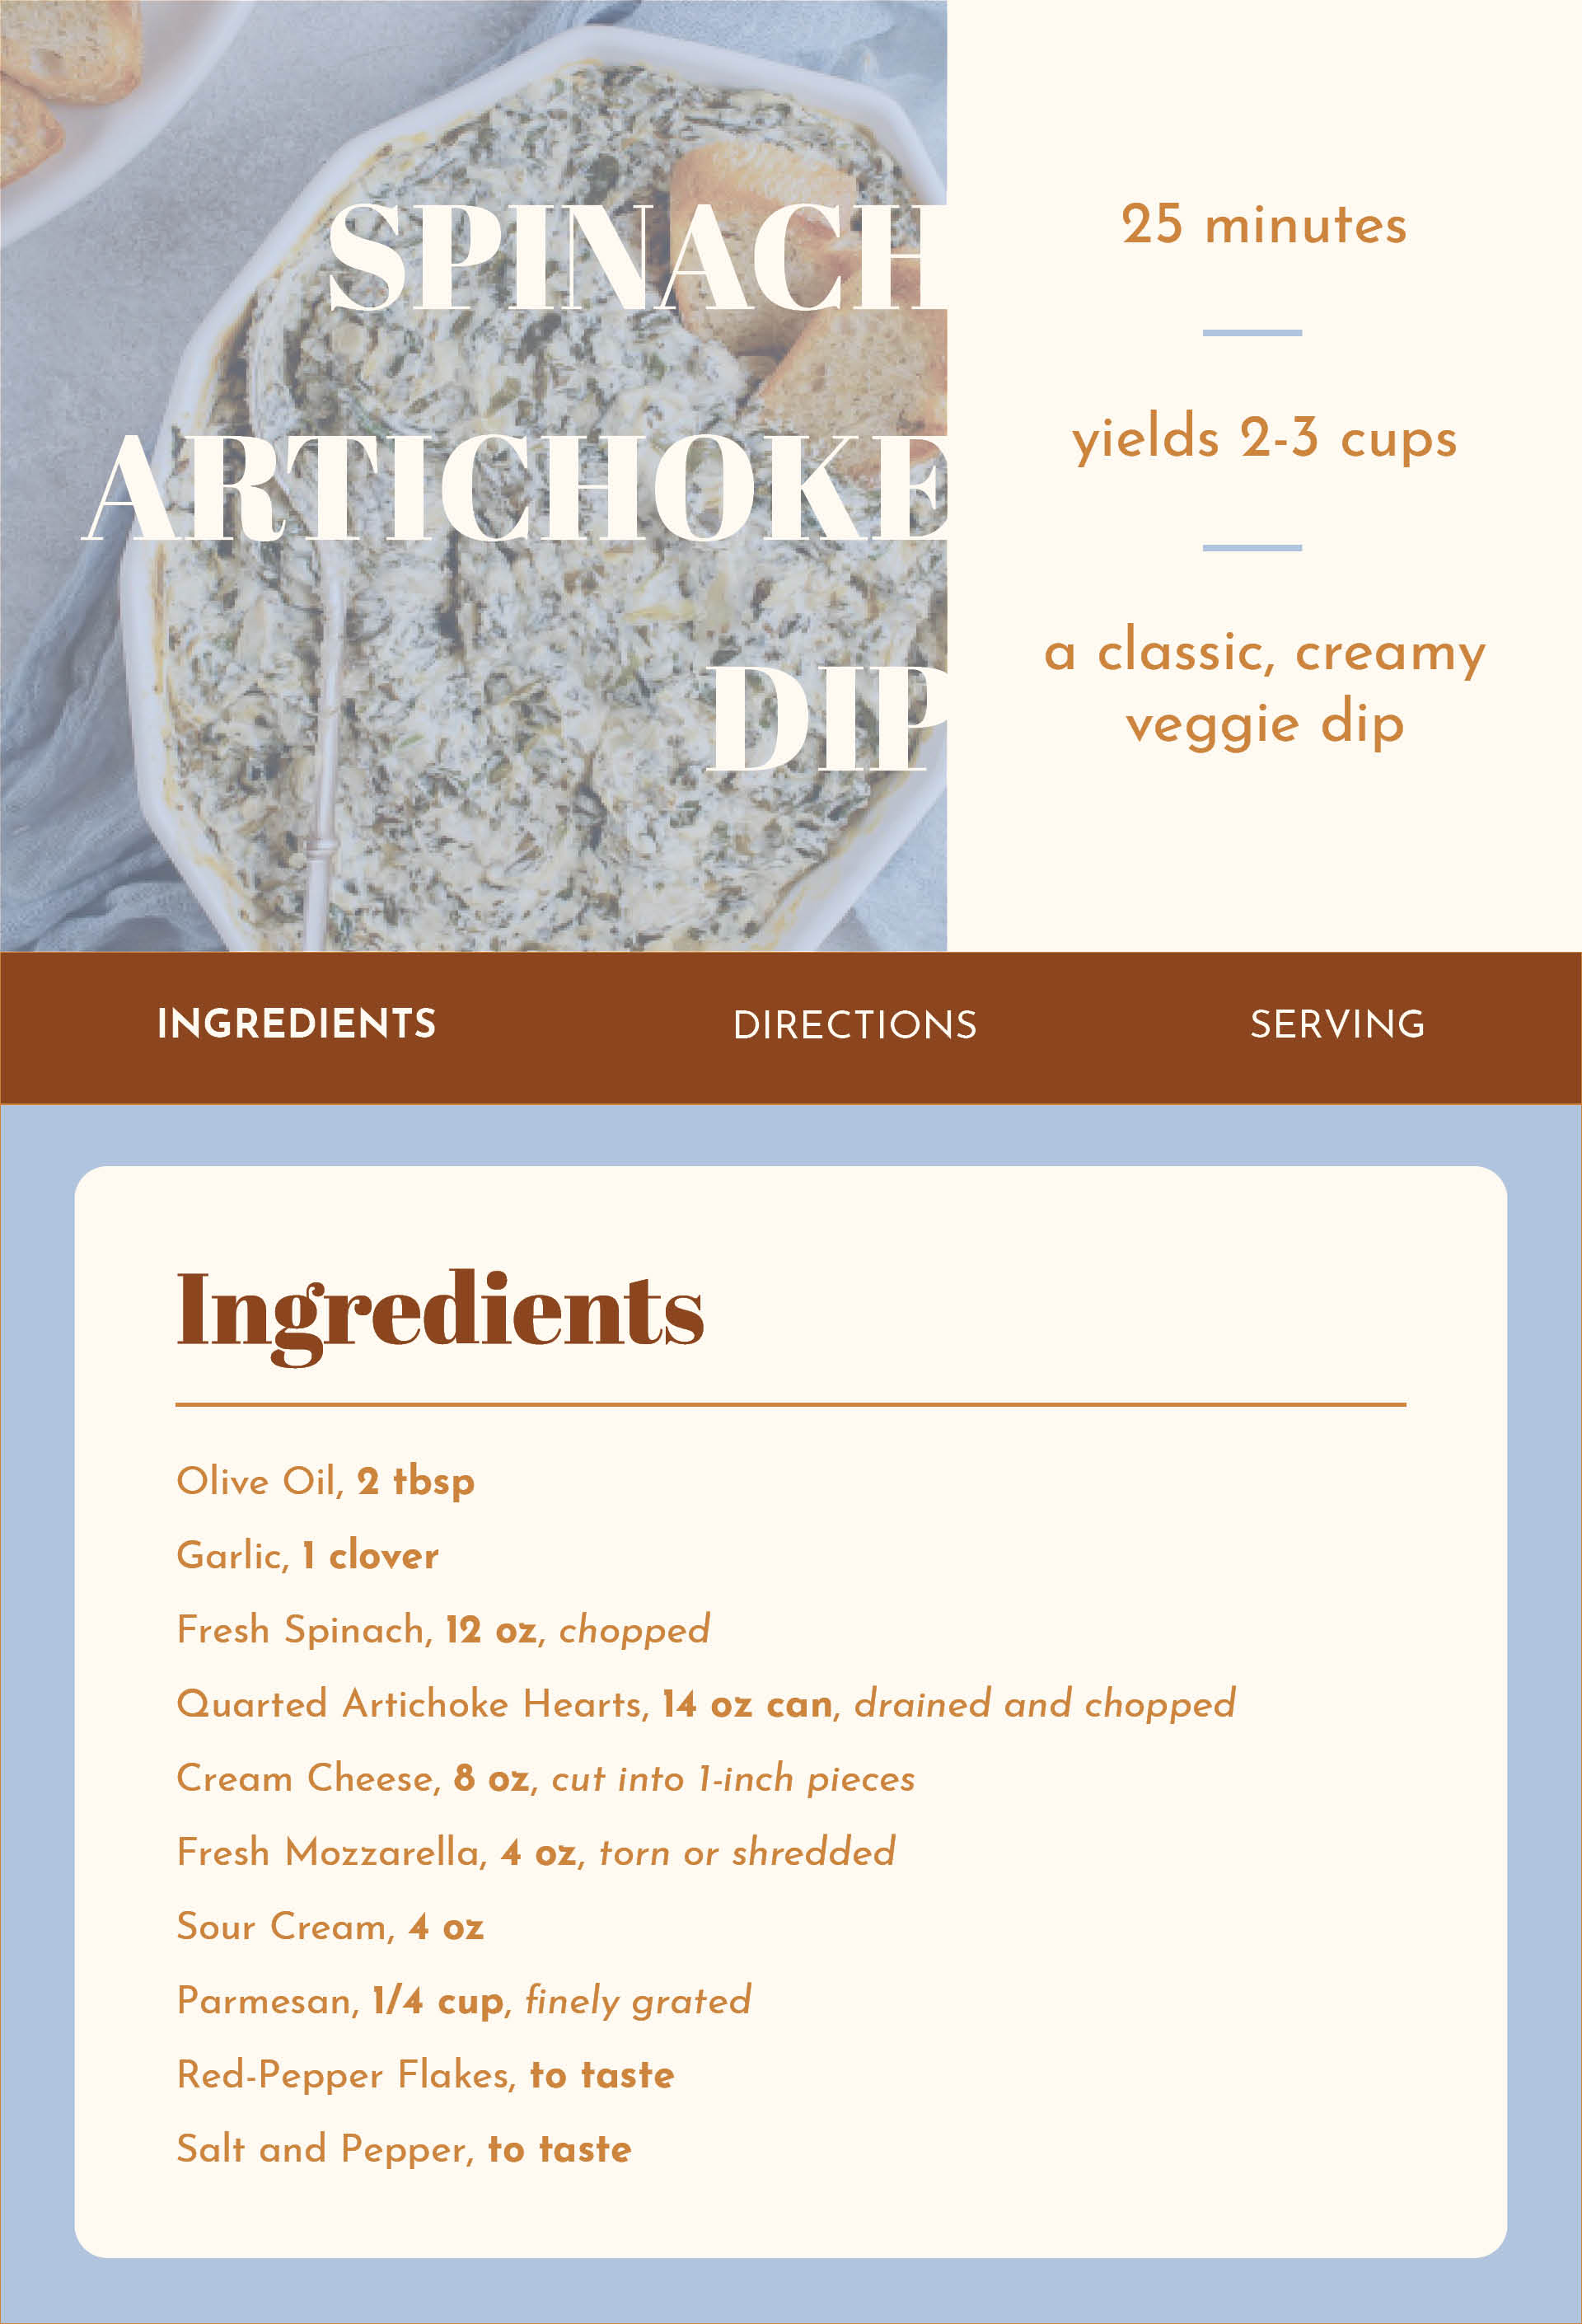 SPINACH
ARTICHOKE
DIP
25 minutes
yields 2-3 cups
a classic, creamy
veggie dip
INGREDIENTS DIRECTIONS SERVING
Ingredients
Olive Oil, 2 tbsp
Garlic, 1 clover
Fresh Spinach, 12 oz, chopped
Quarted Artichoke Hearts, 14 oz can, drained and chopped
Cream Cheese, 8 oz, cut into 1-inch pieces
Fresh Mozzarella, 4 oz, torn or shredded
Sour Cream, 4 oz
Parmesan, 1/4 cup, finely grated
Red-Pepper Flakes, to taste
Salt and Pepper, to taste